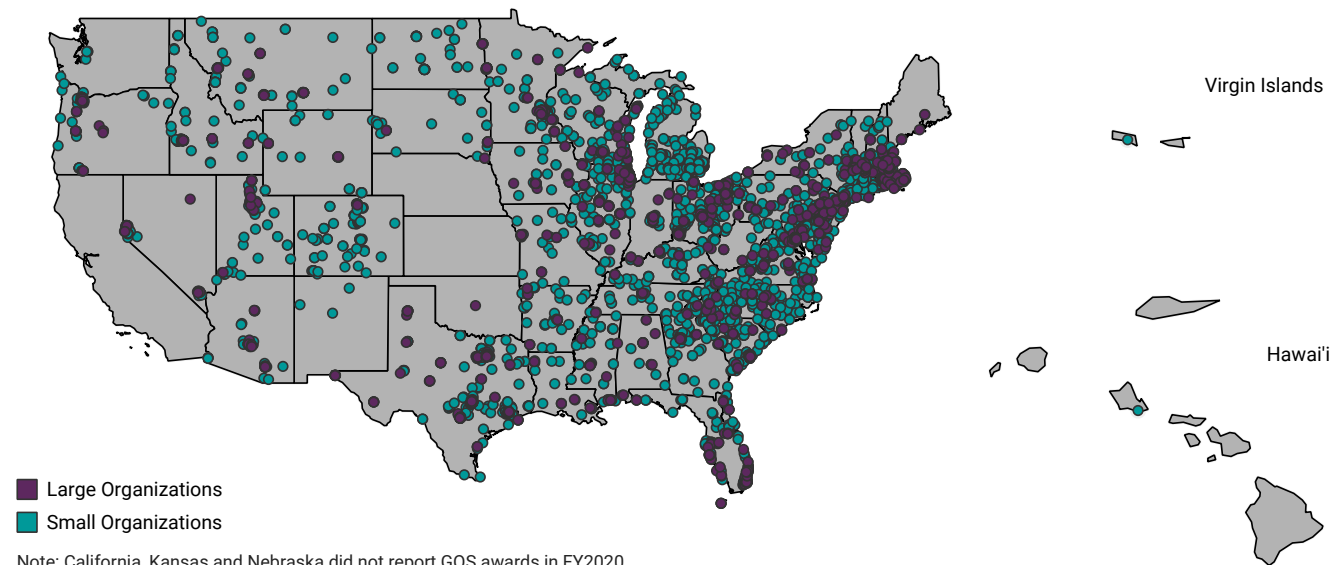 Virgin Islands
Hawai'i
Large Organizations
Small Organizations
Note: California, Kansas and Nebraska did not report GOS awards in FY2020